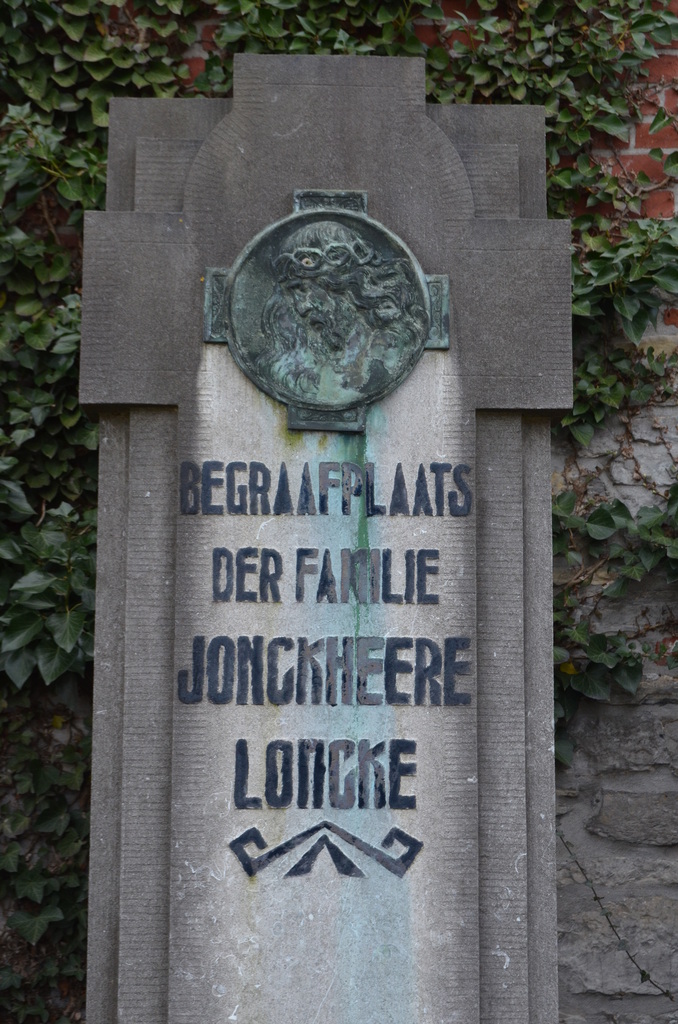 BEGRAAFPLAATS
DER FAMILIE
JONCKHEERE
LONCKE